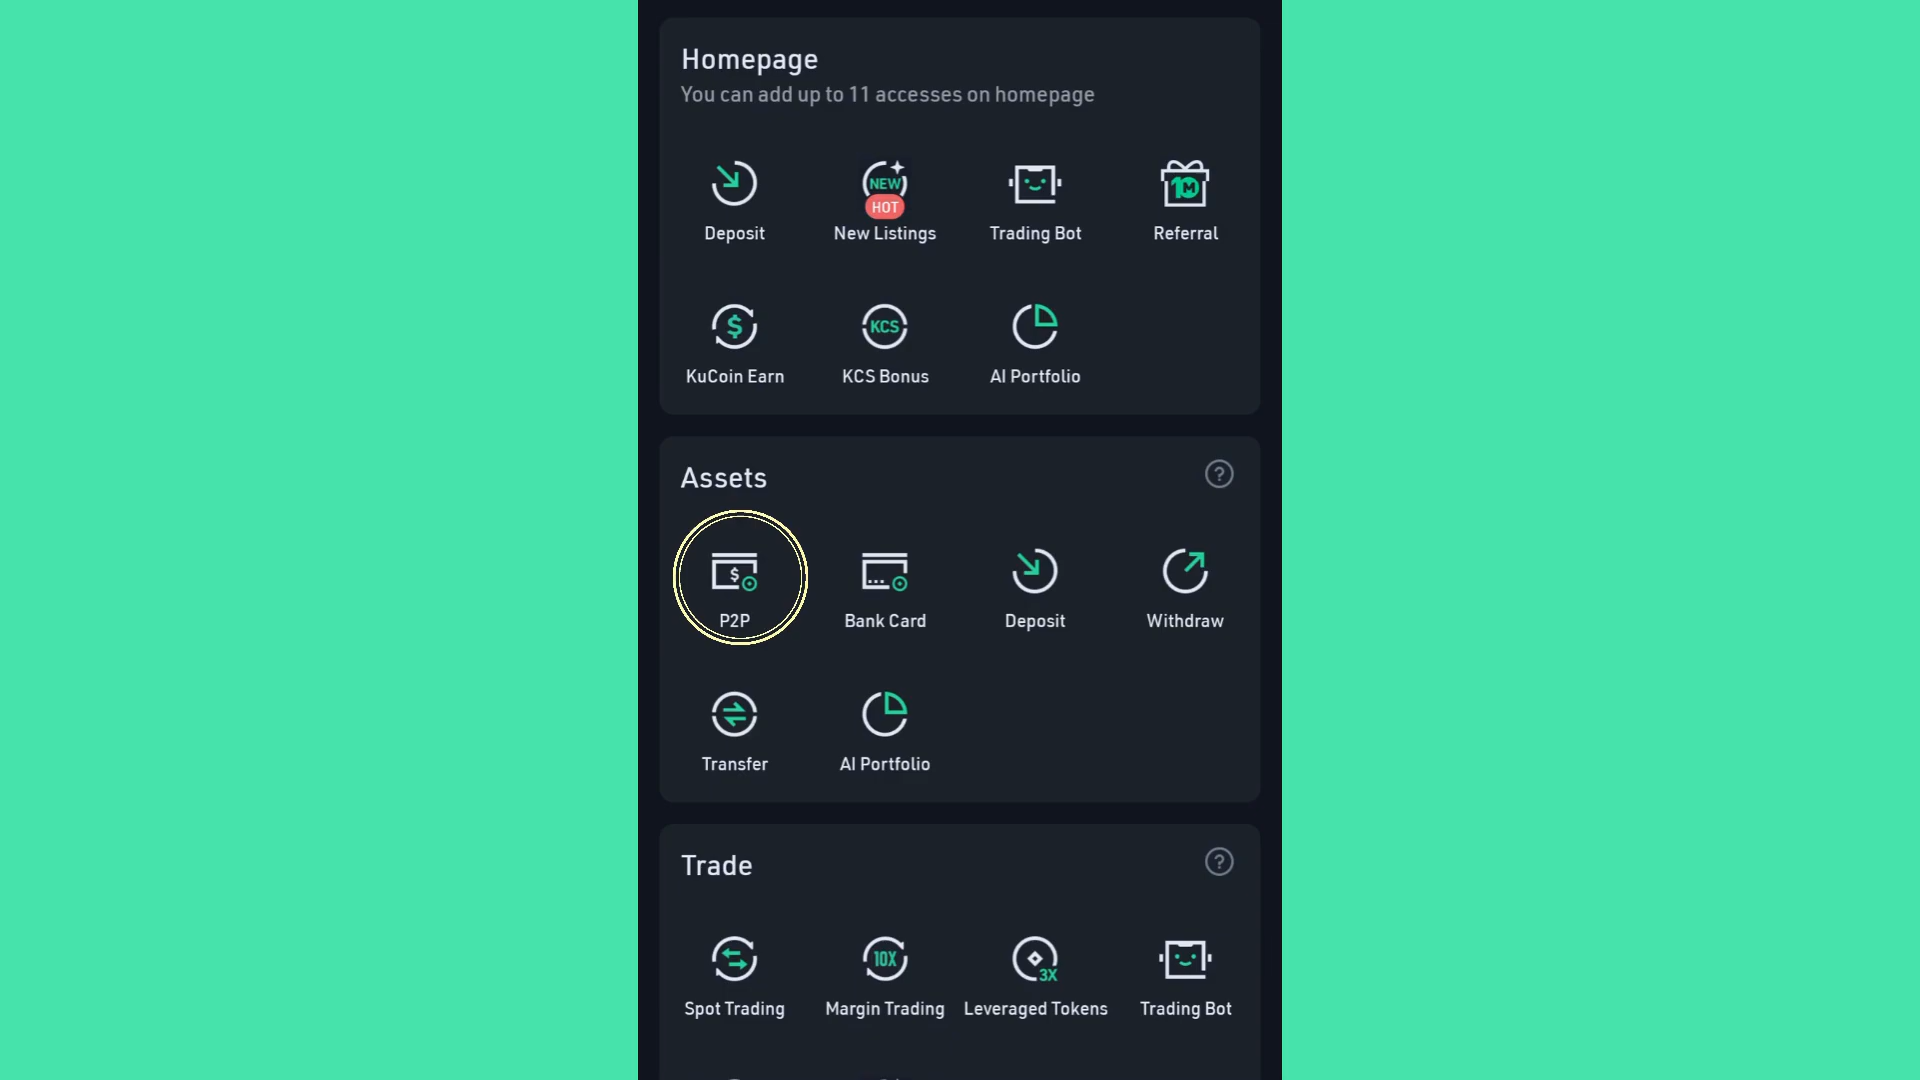 Homepage
You can add up to 11 accesses on homepage
NEW
HOT
10M
Deposit
New Listings
Trading Bot
Referral
$
KCS
KuCoin Earn
KCS Bonus
AI Portfolio
Assets
?
$
...
P2P
Bank Card
Deposit
Withdraw
Transfer
AI Portfolio
Trade
?
10X
3X
Spot Trading
Margin Trading
Leveraged Tokens
Trading Bot